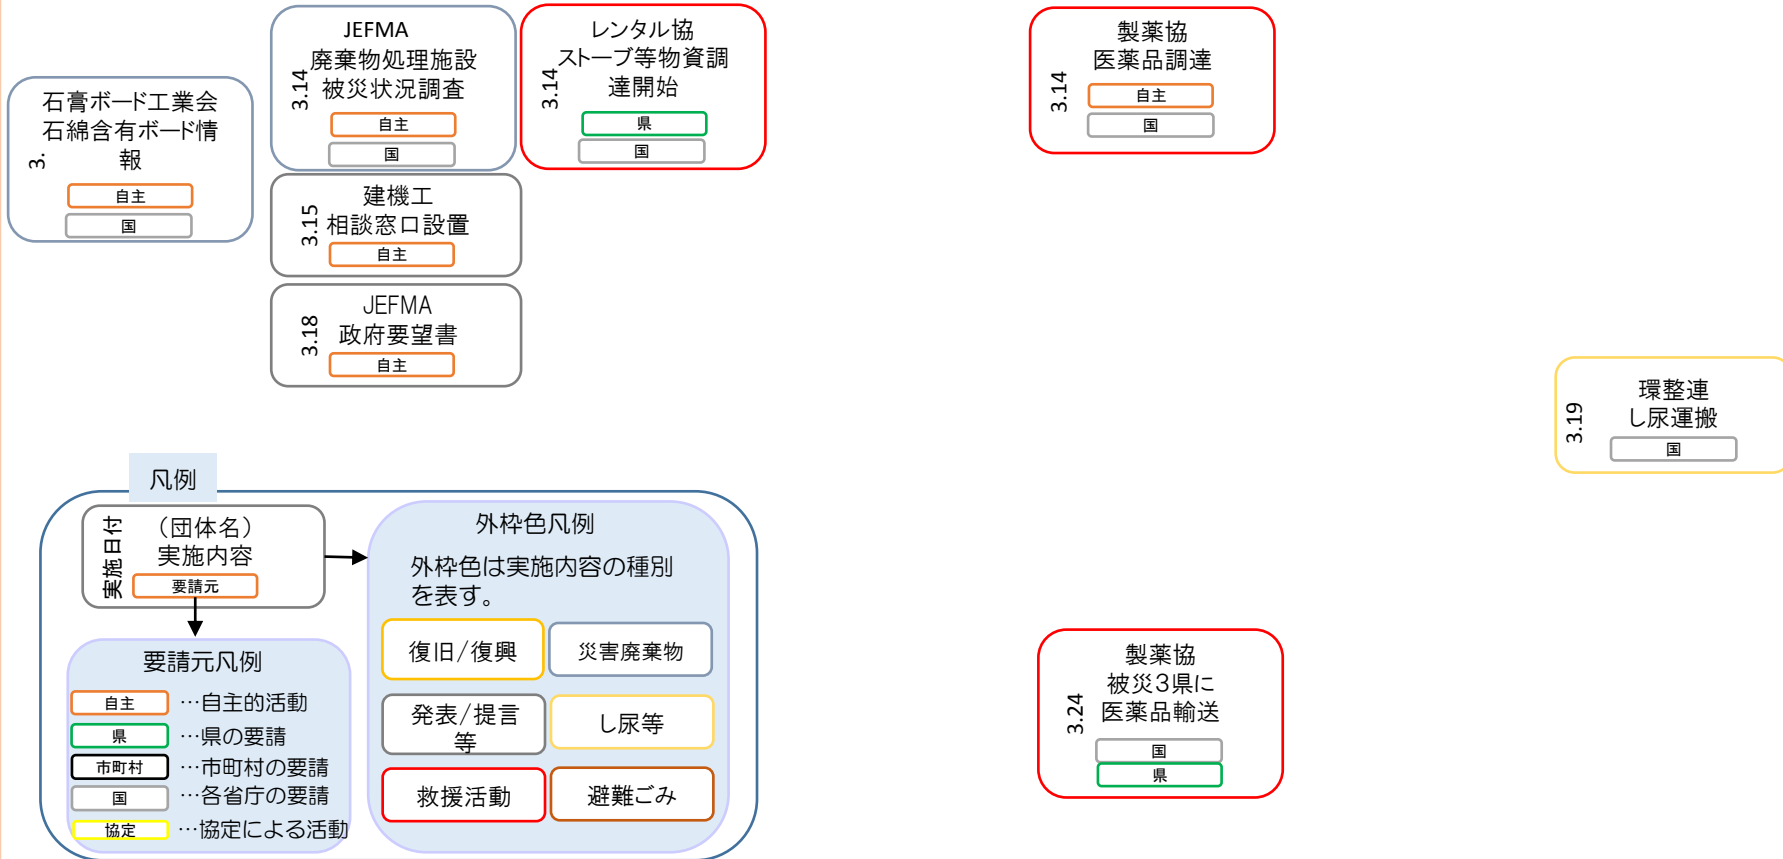 石膏ボード工業会
石綿含有ボード情
報
3.
自主
国
JEFMA
廃棄物処理施設
被災状況調査
3.14
自主
国
レンタル協
ストーブ等物資調
達開始
3.14
県
国
製薬協
医薬品調達
3.14
自主
国
建機工
相談窓口設置
3.15
自主
JEFMA
政府要望書
3.18
自主
環整連
し尿運搬
3.19
国
製薬協
被災3県に
医薬品輸送
3.24
国
県
凡例
実施日付
（団体名）
実施内容
要請元
要請元凡例
自主 …自主的活動
県 …県の要請
市町村 …市町村の要請
国 …各省庁の要請
協定 …協定による活動
外枠色凡例
外枠色は実施内容の種別
を表す。
復旧/復興
災害廃棄物
発表/提言
等
し尿等
救援活動
避難ごみ